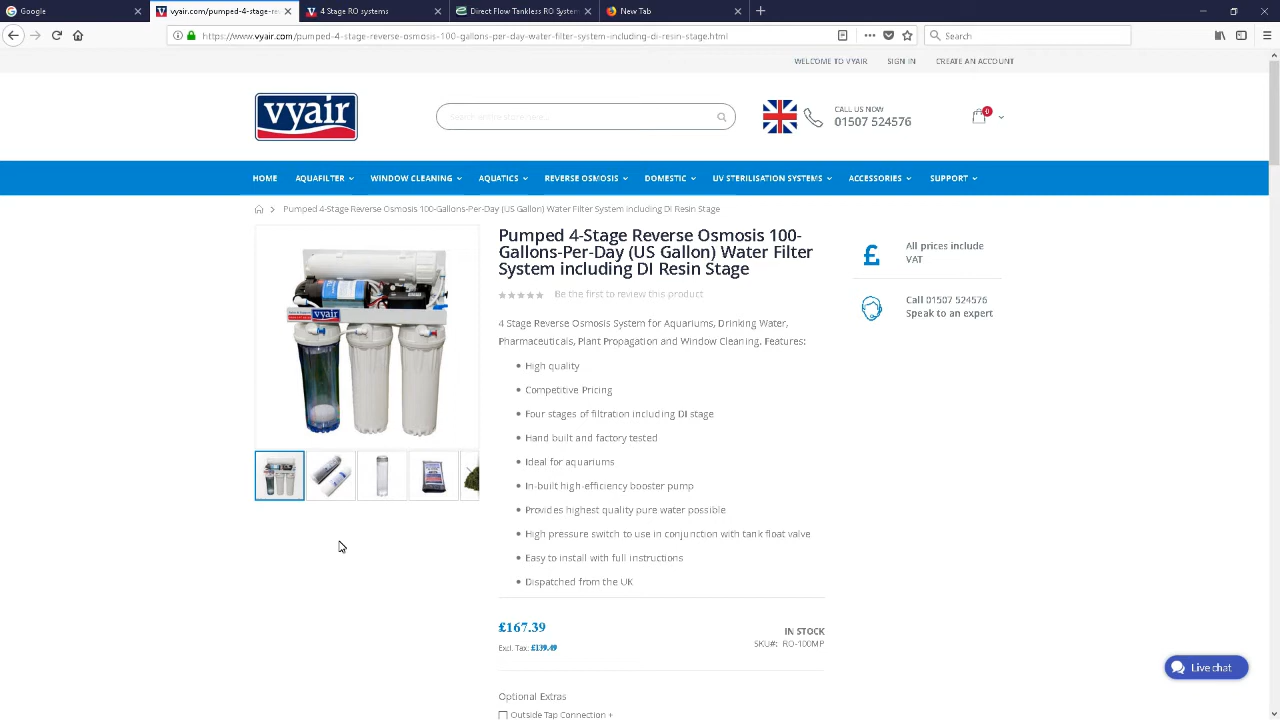 Google
vyair.com/pumped-4-stage-re
4 Stage RO systems
Direct Flow Tankless RO System
New Tab
https://www.vyair.com/pumped-4-stage-reverse-osmosis-100-gallons-per-day-water-filter-system-including-di-resin-stage.html
Search
WELCOME TO VYAIR
SIGN IN
CREATE AN ACCOUNT
vyair
Search entire store here...
CALL US NOW
01507 524576
0
HOME
AQUAFILTER
WINDOW CLEANING
AQUATICS
REVERSE OSMOSIS
DOMESTIC
UV STERILISATION SYSTEMS
ACCESSORIES
SUPPORT
Pumped 4-Stage Reverse Osmosis 100-Gallons-Per-Day (US Gallon) Water Filter System including DI Resin Stage
vyair
Pumped 4-Stage Reverse Osmosis 100-
Gallons-Per-Day (US Gallon) Water Filter
System including DI Resin Stage
Be the first to review this product
4 Stage Reverse Osmosis System for Aquariums, Drinking Water,
Pharmaceuticals, Plant Propagation and Window Cleaning. Features:
High quality
Competitive Pricing
Four stages of filtration including DI stage
Hand built and factory tested
Ideal for aquariums
In-built high-efficiency booster pump
Provides highest quality pure water possible
High pressure switch to use in conjunction with tank float valve
Easy to install with full instructions
Dispatched from the UK
£167.39
Excl. Tax: £139.49
IN STOCK
SKU#: RO-100MP
Optional Extras
Outside Tap Connection +
£
All prices include
VAT
Call 01507 524576
Speak to an expert
Live chat